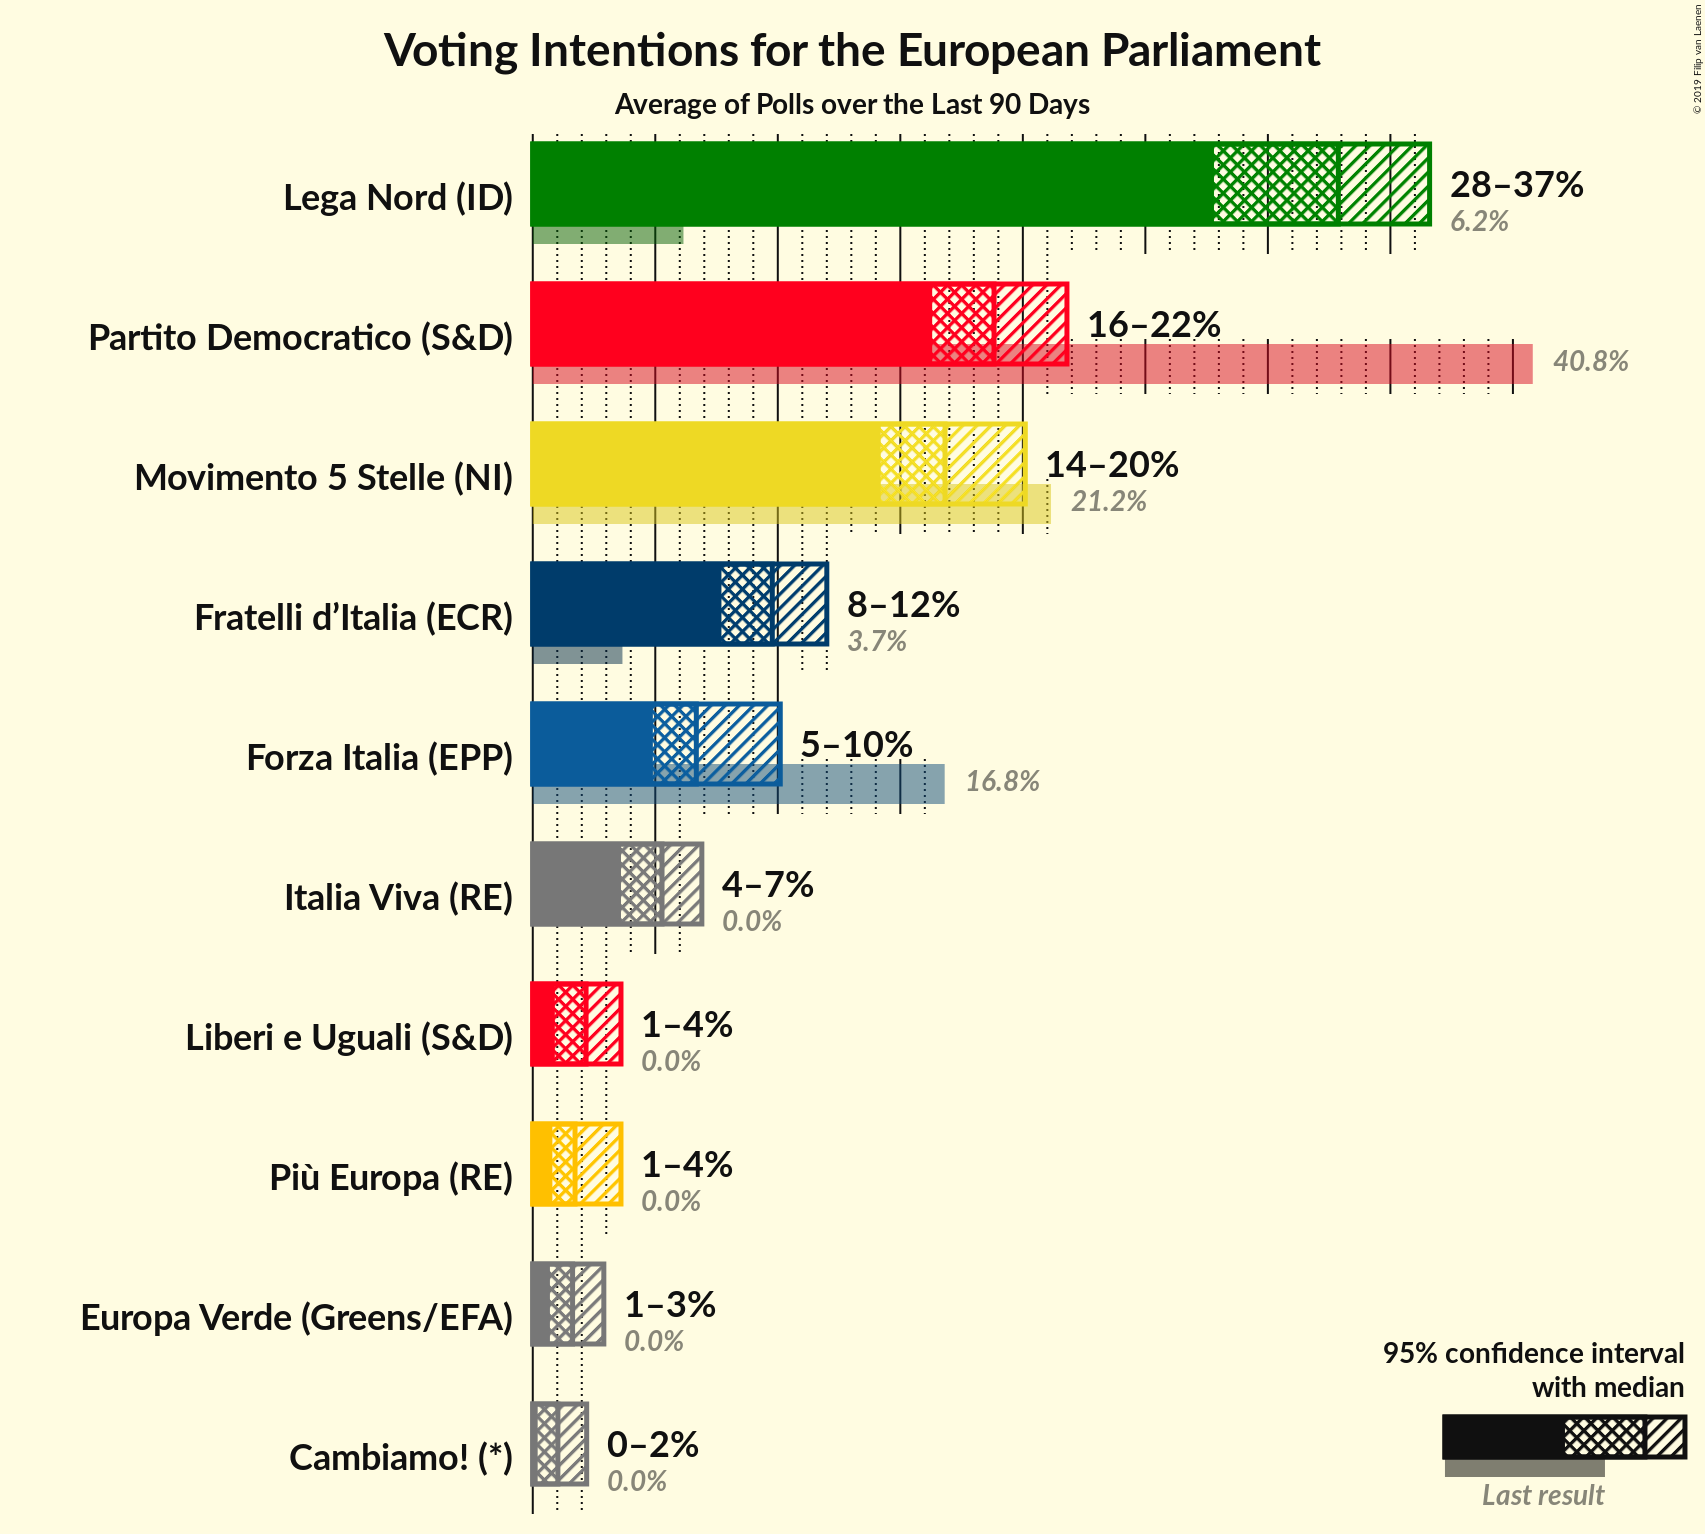 Voting Intentions for the European Parliament
Average of Polls over the Last 90 Days
© 2019 Filip van Laenen
Lega Nord (ID)
28–37%
6.2%
Partito Democratico (S&D)
16–22%
40.8%
Movimento 5 Stelle (NI)
14–20%
21.2%
Fratelli d’Italia (ECR)
8–12%
3.7%
Forza Italia (EPP)
5–10%
16.8%
Italia Viva (RE)
4–7%
0.0%
Liberi e Uguali (S&D)
1–4%
0.0%
Più Europa (RE)
1–4%
0.0%
Europa Verde (Greens/EFA)
1–3%
0.0%
Cambiamo! (*)
0–2%
0.0%
95% confidence interval
with median
Last result